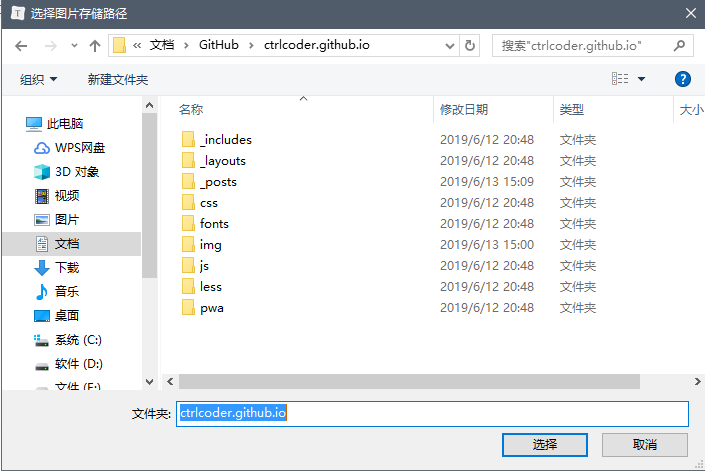 T 选择图片存储路径
« 文档 GitHub ctrlcoder.github.io
搜索"ctrlcoder.github.io"
组织 新建文件夹
名称 修改日期 类型 大小
此电脑
WPS网盘
3D 对象
视频
图片
文档
下载
音乐
桌面
系统 (C:)
软件 (D:)
文件 (E:)
_includes 2019/6/12 20:48 文件夹
_layouts 2019/6/12 20:48 文件夹
_posts 2019/6/13 15:09 文件夹
css 2019/6/12 20:48 文件夹
fonts 2019/6/12 20:48 文件夹
img 2019/6/13 15:00 文件夹
js 2019/6/12 20:48 文件夹
less 2019/6/12 20:48 文件夹
pwa 2019/6/12 20:48 文件夹
文件夹: ctrlcoder.github.io
选择 取消